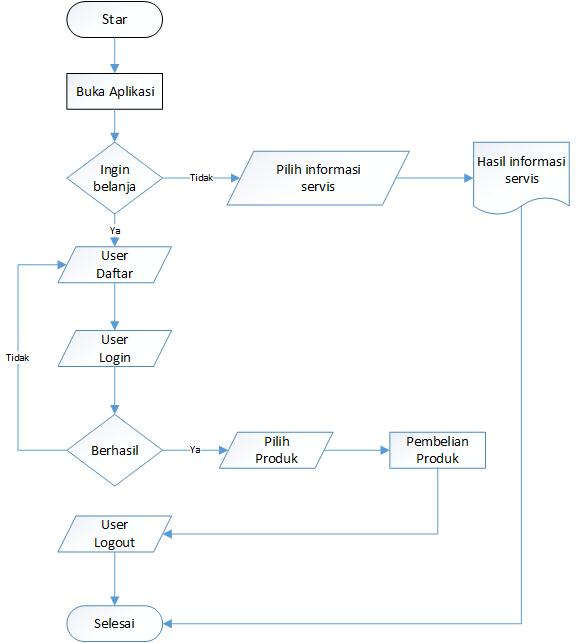 Star
Buka Aplikasi
Ingin
belanja
Tidak
Pilih informasi
servis
Hasil informasi
servis
Ya
User
Daftar
User
Login
Tidak
Berhasil
Ya
Pilih
Produk
Pembelian
Produk
User
Logout
Selesai